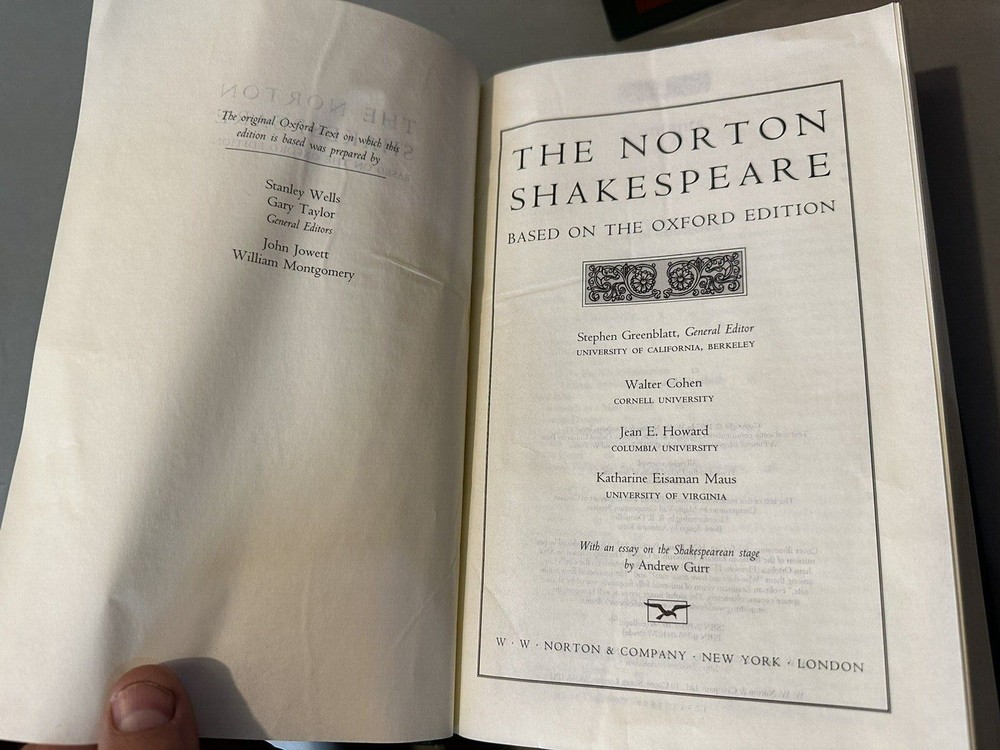 The original Oxford Text on which this
edition is based was prepared by
Stanley Wells
Gary Taylor
General Editors
John Jowett
William Montgomery
THE NORTON
SHAKESPEARE
BASED ON THE OXFORD EDITION
Stephen Greenblatt, General Editor
UNIVERSITY OF CALIFORNIA, BERKELEY
Walter Cohen
CORNELL UNIVERSITY
Jean E. Howard
COLUMBIA UNIVERSITY
Katharine Eisaman Maus
UNIVERSITY OF VIRGINIA
With an essay on the Shakespearean stage
by Andrew Gurr
W · W · NORTON & COMPANY · NEW YORK · LONDON